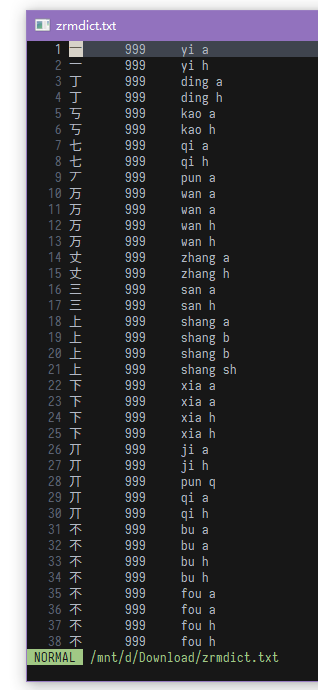 zrmdict.txt
1 一 999 yi a
2 一 999 yi h
3 丁 999 ding a
4 丁 999 ding h
5 丂 999 kao a
6 丂 999 kao h
7 七 999 qi a
8 七 999 qi h
9 丆 999 pun a
10 万 999 wan a
11 万 999 wan a
12 万 999 wan h
13 万 999 wan h
14 丈 999 zhang a
15 丈 999 zhang h
16 三 999 san a
17 三 999 san h
18 上 999 shang a
19 上 999 shang b
20 上 999 shang b
21 上 999 shang sh
22 下 999 xia a
23 下 999 xia a
24 下 999 xia h
25 下 999 xia h
26 丌 999 ji a
27 丌 999 ji h
28 丌 999 pun q
29 丌 999 qi a
30 丌 999 qi h
31 不 999 bu a
32 不 999 bu a
33 不 999 bu h
34 不 999 bu h
35 不 999 fou a
36 不 999 fou a
37 不 999 fou h
38 不 999 fou h
NORMAL /mnt/d/Download/zrmdict.txt